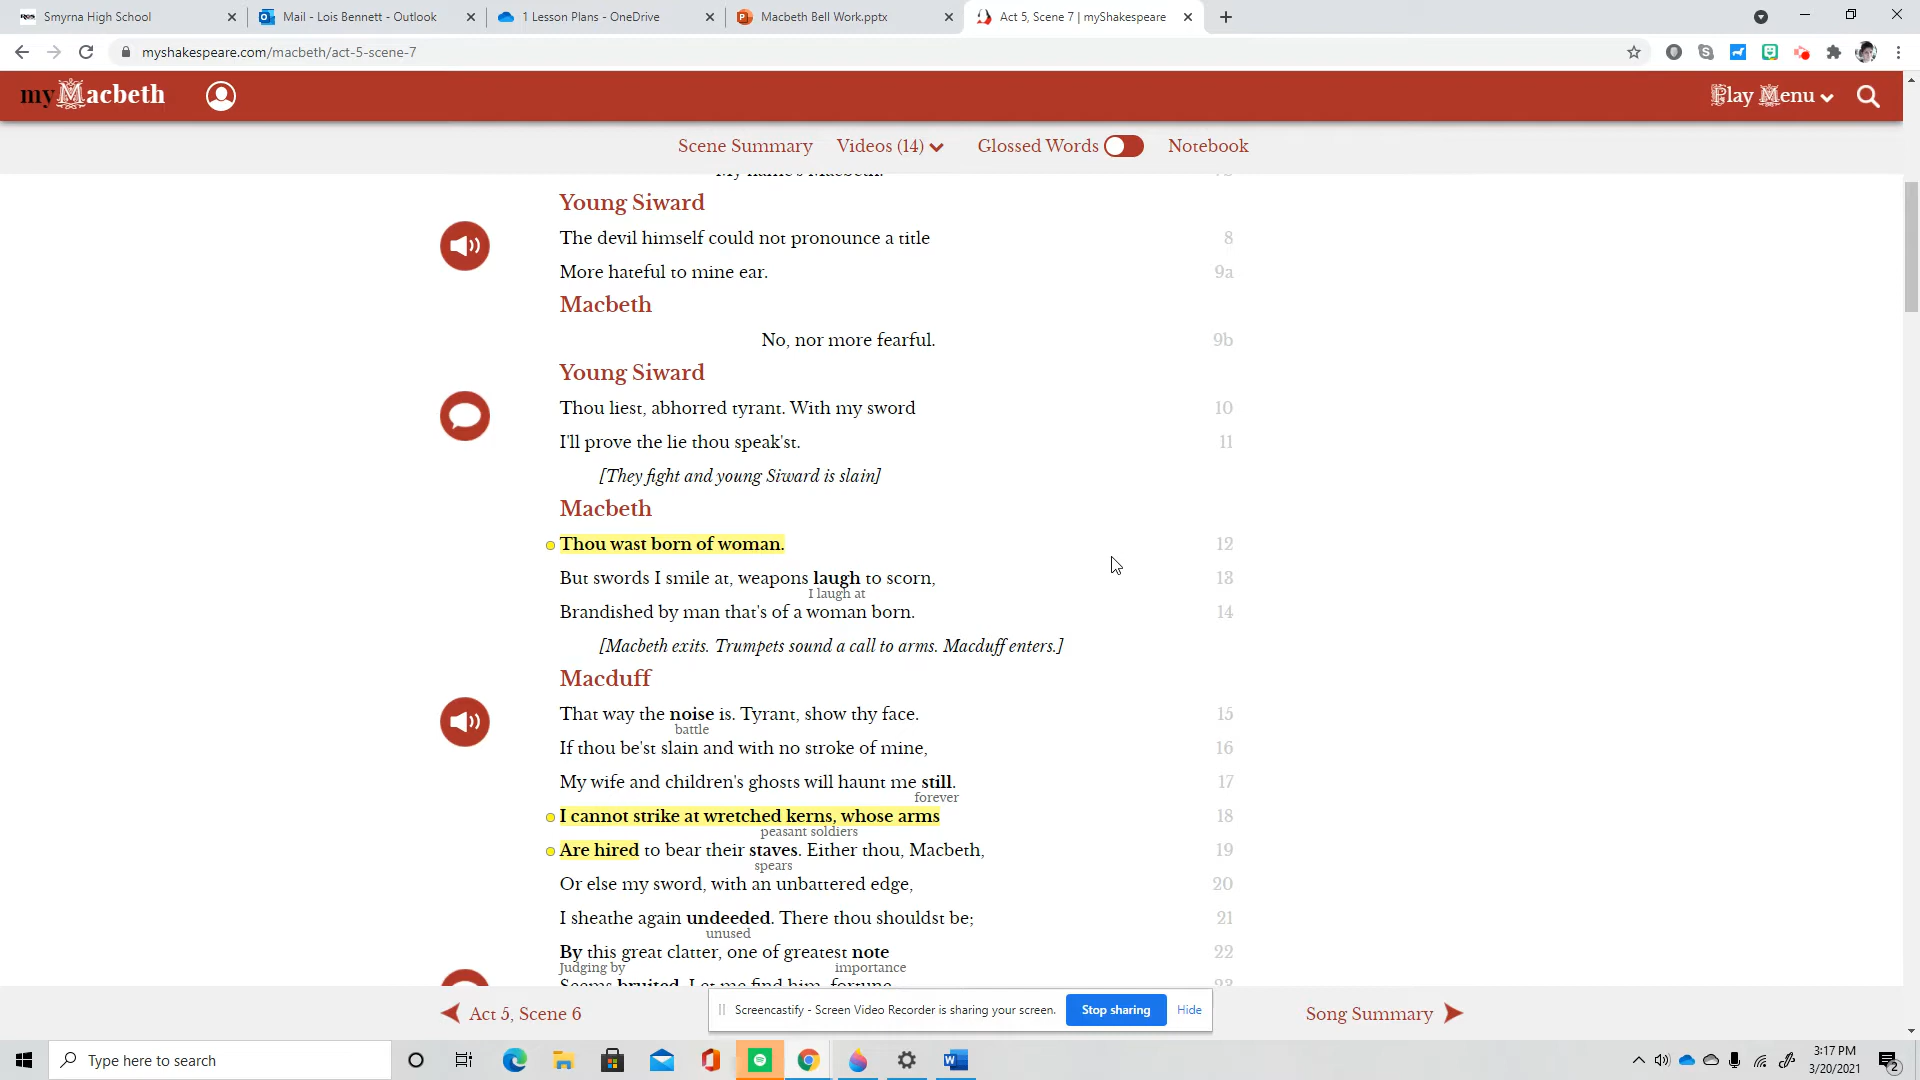 Smyrna High School
Mail - Lois Bennett - Outlook
1 Lesson Plans - OneDrive
Macbeth Bell Work.pptx
Act 5, Scene 7 | myShakespeare
myshakespeare.com/macbeth/act-5-scene-7
myMacbeth
Play Menu
Scene Summary
Videos (14)
Glossed Words
Notebook
My name's Macbeth.
Young Siward
The devil himself could not pronounce a title 8
More hateful to mine ear. 9a
Macbeth
No, nor more fearful. 9b
Young Siward
Thou liest, abhorred tyrant. With my sword 10
I'll prove the lie thou speak'st. 11
[They fight and young Siward is slain]
Macbeth
Thou wast born of woman. 12
But swords I smile at, weapons laugh to scorn, 13
I laugh at
Brandished by man that's of a woman born. 14
[Macbeth exits. Trumpets sound a call to arms. Macduff enters.]
Macduff
That way the noise is. Tyrant, show thy face. 15
battle
If thou be'st slain and with no stroke of mine, 16
My wife and children's ghosts will haunt me still. 17
forever
I cannot strike at wretched kerns, whose arms 18
peasant soldiers
Are hired to bear their staves. Either thou, Macbeth, 19
spears
Or else my sword, with an unbattered edge, 20
I sheathe again undeeded. There thou shouldst be; 21
unused
By this great clatter, one of greatest note 22
Judging by importance
Seems bruited. Let me find him, fortune, 23
Act 5, Scene 6
Screencastify - Screen Video Recorder is sharing your screen.
Stop sharing
Hide
Song Summary
Type here to search
3:17 PM
3/20/2021
2